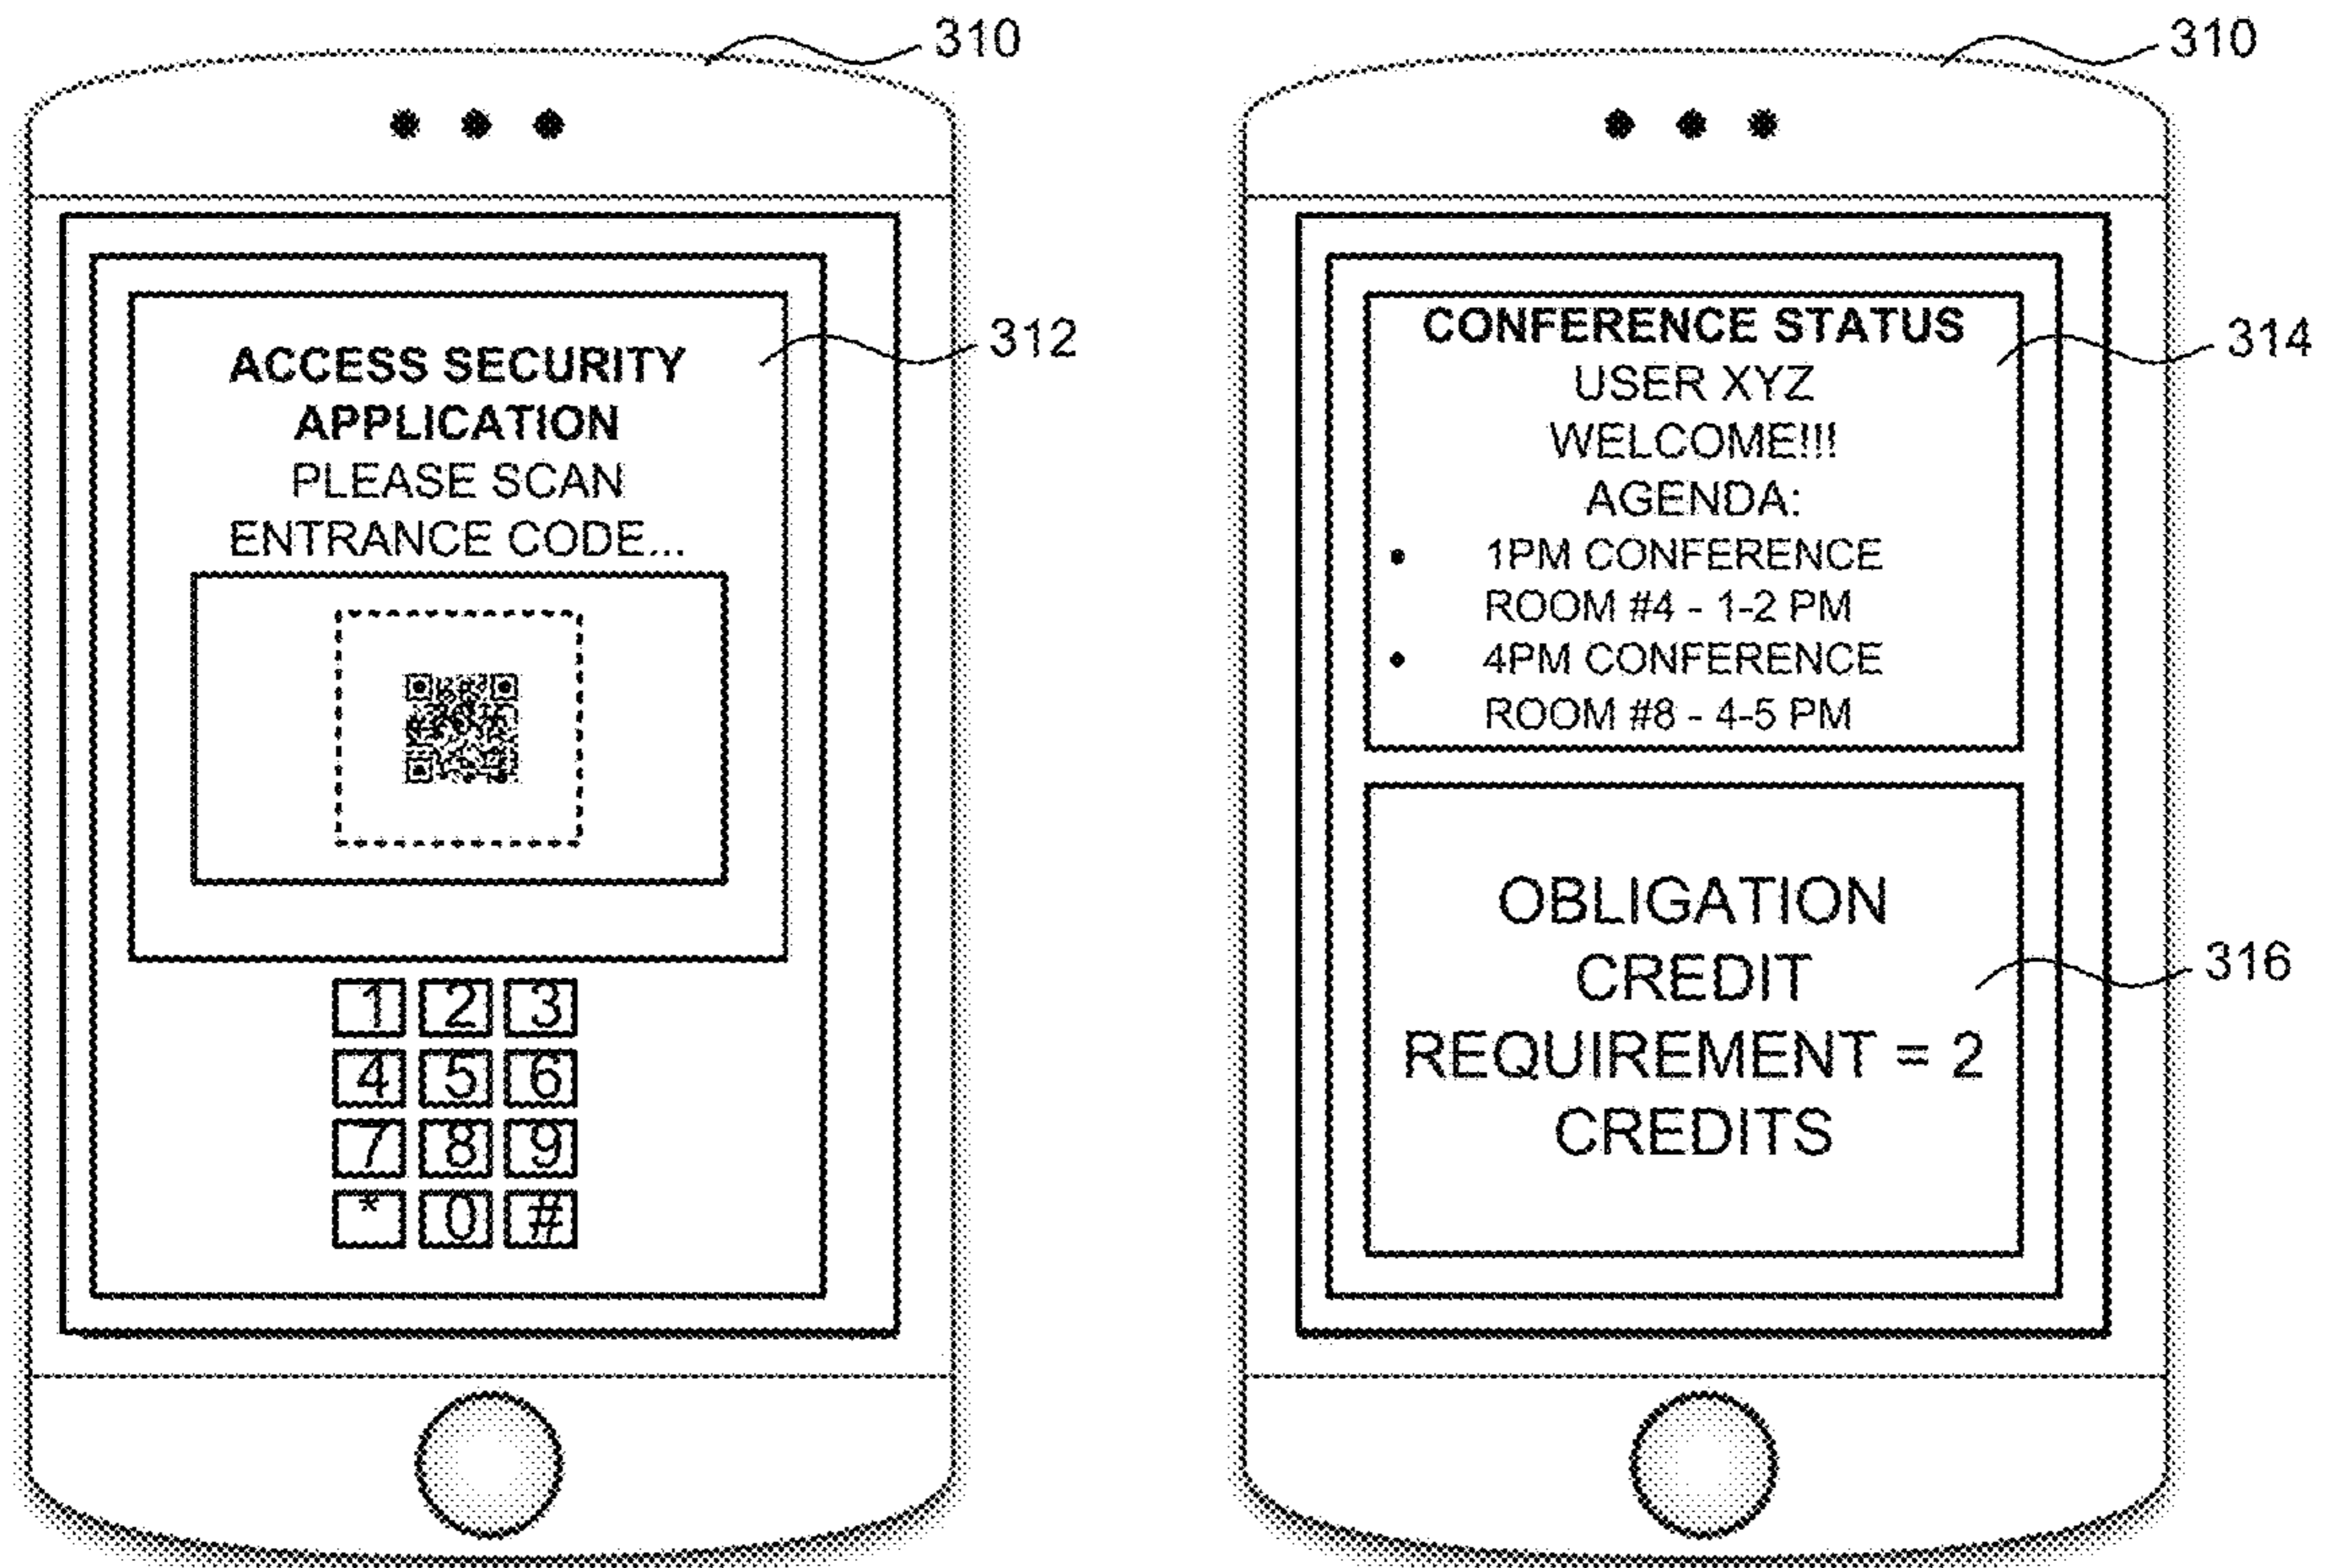 310
312
ACCESS SECURITY
APPLICATION
PLEASE SCAN
ENTRANCE CODE...
1 2 3
4 5 6
7 8 9
* 0 #
310
314
CONFERENCE STATUS
USER XYZ
WELCOME!!!
AGENDA:
• 1PM CONFERENCE
ROOM #4 - 1-2 PM
• 4PM CONFERENCE
ROOM #8 - 4-5 PM
316
OBLIGATION
CREDIT
REQUIREMENT = 2
CREDITS